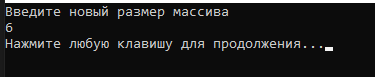 Введите новый размер массива
6
Нажмите любую клавишу для продолжения...